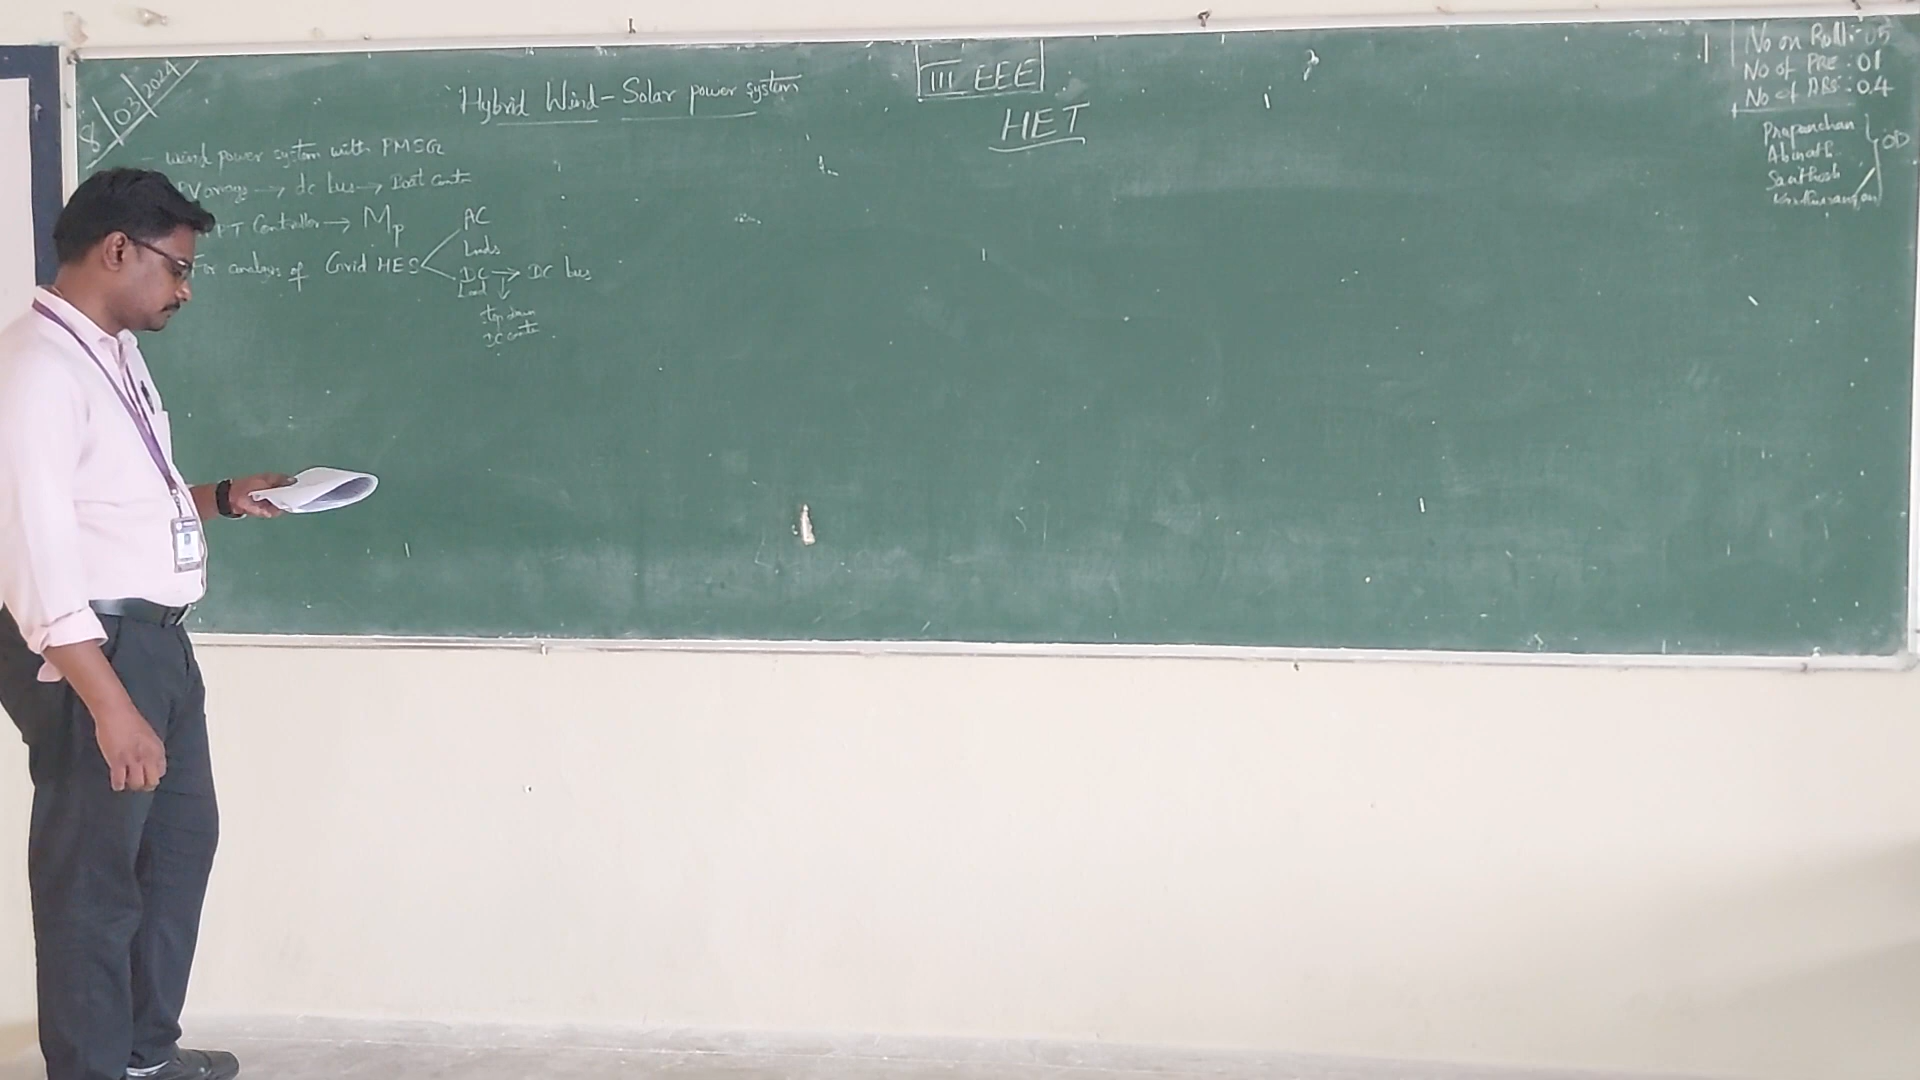 8/03/2024
Hybrid Wind-Solar power system
III EEE
HET
No on Roll:-05
No of PRE:01
No of ABS:04
Prapanchan
Abinath
Santhosh
OD
- Wind power system with PMSG
PV arrays → dc bus → Boost
PT Controller → Mp
For analysis of Grid HES
AC
Loads
DC → DC bus
Load
step down
DC